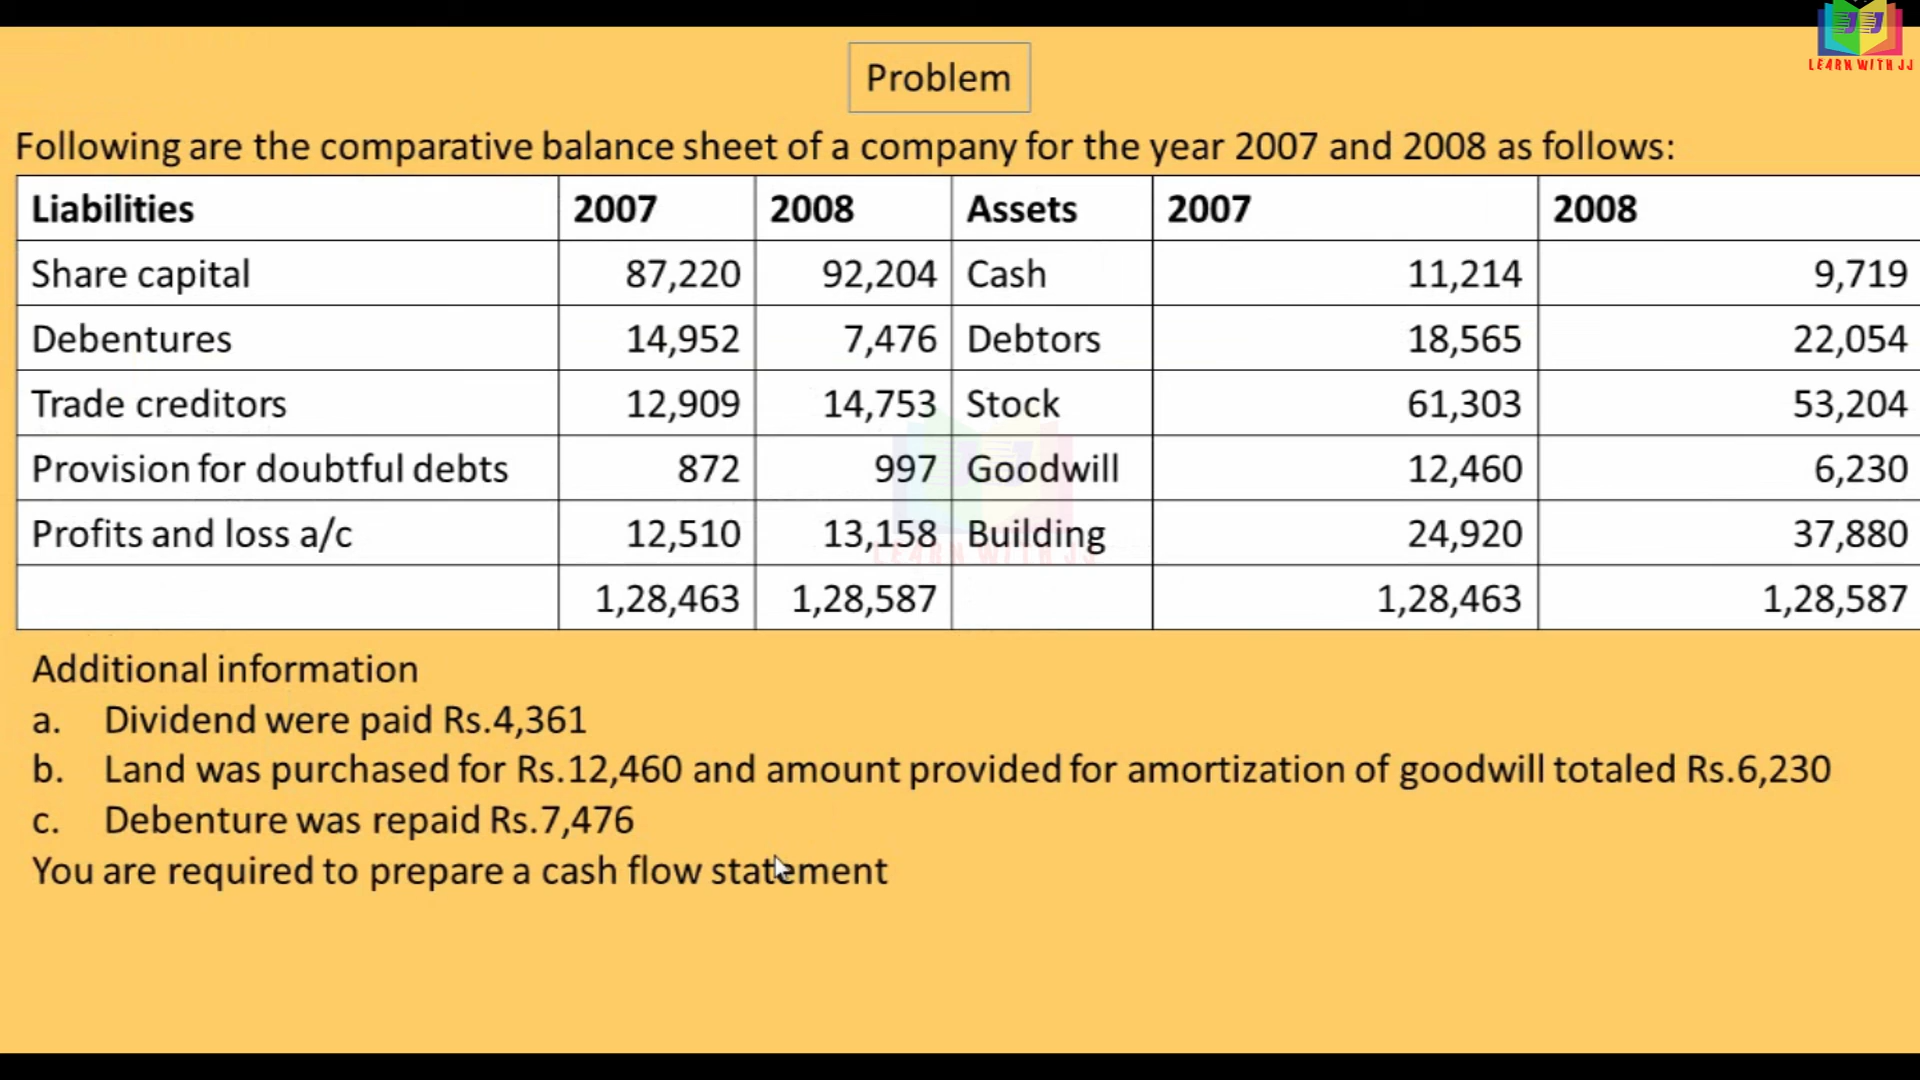 LEARN WITH JJ
Problem
Following are the comparative balance sheet of a company for the year 2007 and 2008 as follows:
Liabilities 2007 2008 Assets 2007 2008
Share capital 87,220 92,204 Cash 11,214 9,719
Debentures 14,952 7,476 Debtors 18,565 22,054
Trade creditors 12,909 14,753 Stock 61,303 53,204
Provision for doubtful debts 872 997 Goodwill 12,460 6,230
Profits and loss a/c 12,510 13,158 Building 24,920 37,880
LEARN WITH JJ
1,28,463 1,28,587 1,28,463 1,28,587
Additional information
a. Dividend were paid Rs.4,361
b. Land was purchased for Rs.12,460 and amount provided for amortization of goodwill totaled Rs.6,230
c. Debenture was repaid Rs.7,476
You are required to prepare a cash flow statement